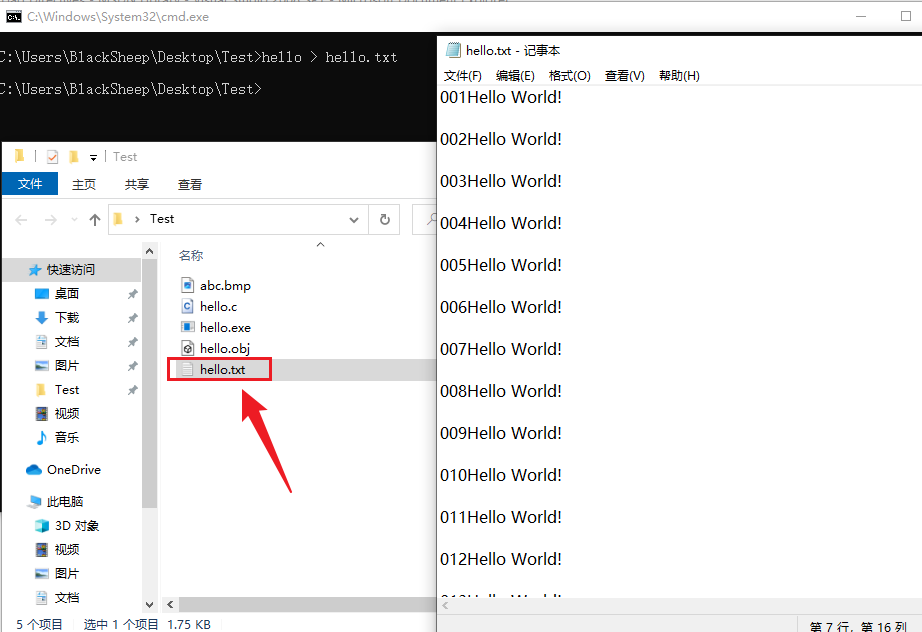 C:\Windows\System32\cmd.exe
C:\Users\BlackSheep\Desktop\Test>hello > hello.txt
C:\Users\BlackSheep\Desktop\Test>
Test
文件
主页
共享
查看
Test
名称
快速访问
桌面
下载
文档
图片
Test
视频
音乐
OneDrive
此电脑
3D 对象
视频
图片
文档
abc.bmp
hello.c
hello.exe
hello.obj
hello.txt
5 个项目 选中 1 个项目 1.75 KB
hello.txt - 记事本
文件(F) 编辑(E) 格式(O) 查看(V) 帮助(H)
001Hello World!
002Hello World!
003Hello World!
004Hello World!
005Hello World!
006Hello World!
007Hello World!
008Hello World!
009Hello World!
010Hello World!
011Hello World!
012Hello World!
第 7 行，第 16 列